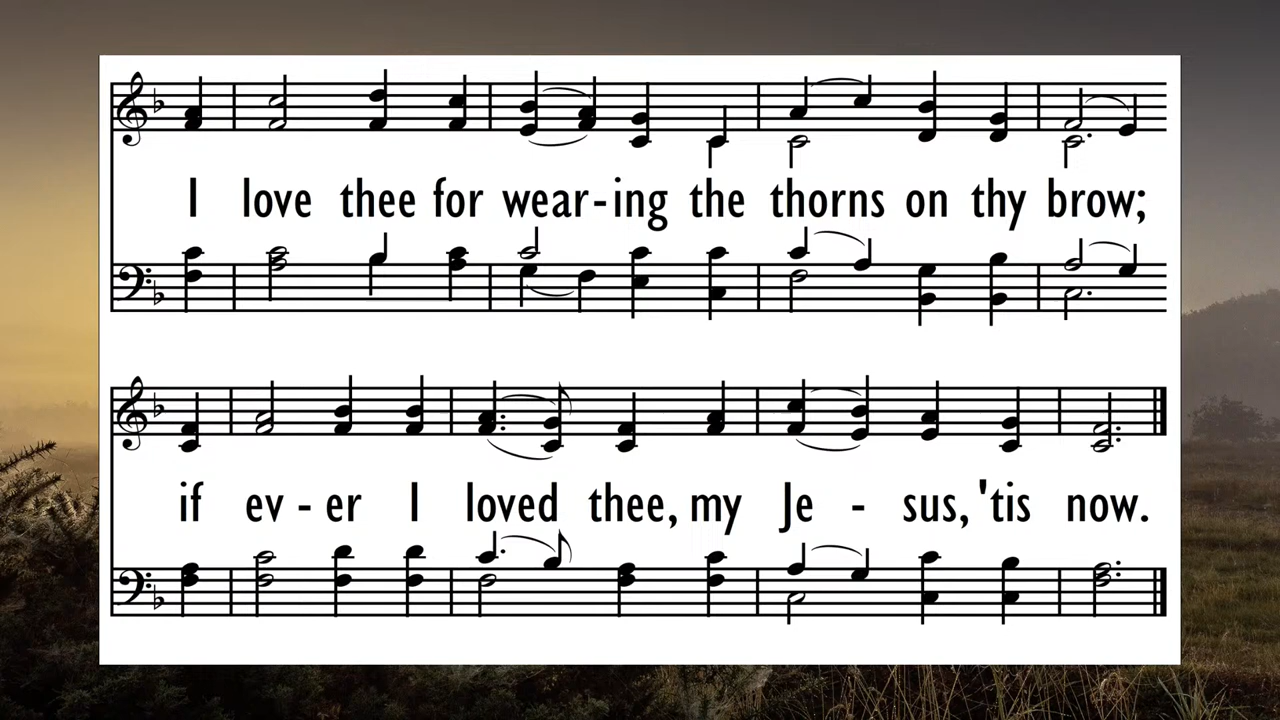 I love thee for wear-ing the thorns on thy brow;
if ev - er I loved thee, my Je - sus, 'tis now.